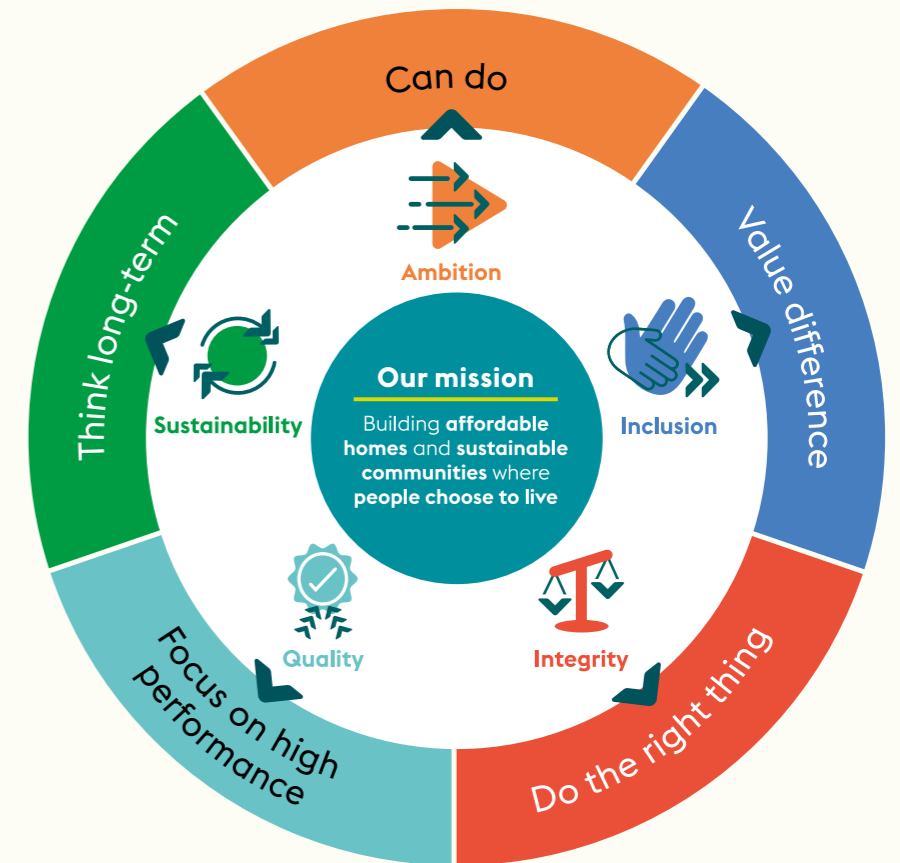 Can do
Ambition
Value difference
Inclusion
Do the right thing
Integrity
Focus on high
performance
Quality
Think long-term
Sustainability
Our mission
Building affordable
homes and sustainable
communities where
people choose to live